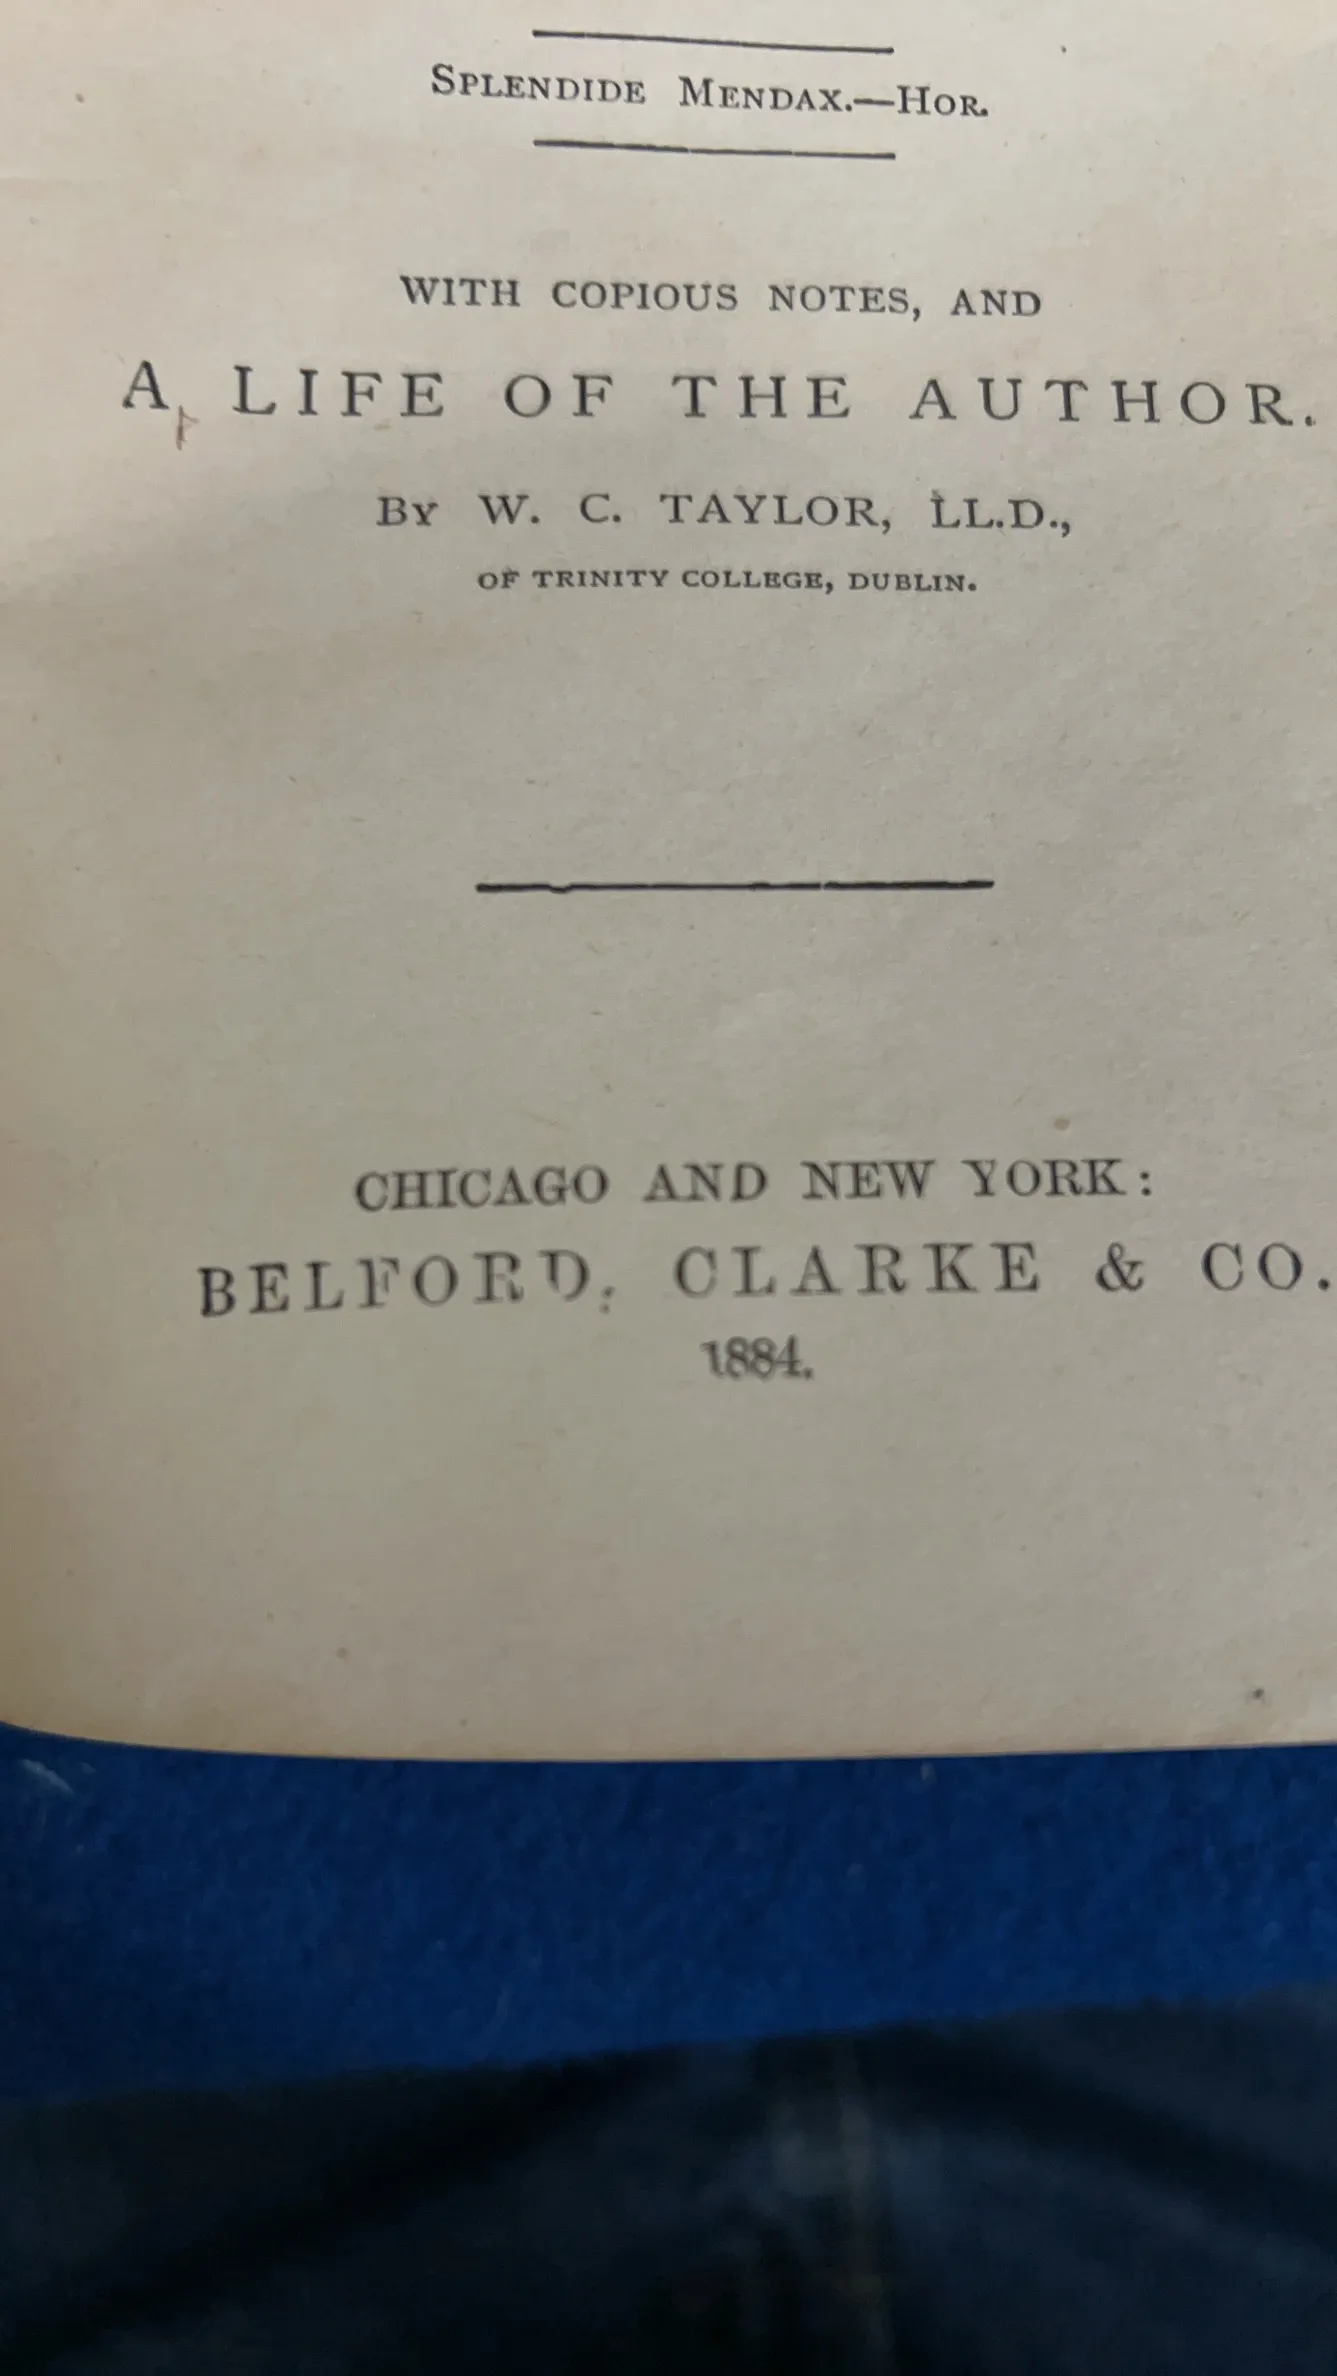 Splendide Mendax.—Hor.
WITH COPIOUS NOTES, AND
A LIFE OF THE AUTHOR.
By W. C. TAYLOR, LL.D.,
OF TRINITY COLLEGE, DUBLIN.
CHICAGO AND NEW YORK:
BELFORD, CLARKE & CO.
1884.